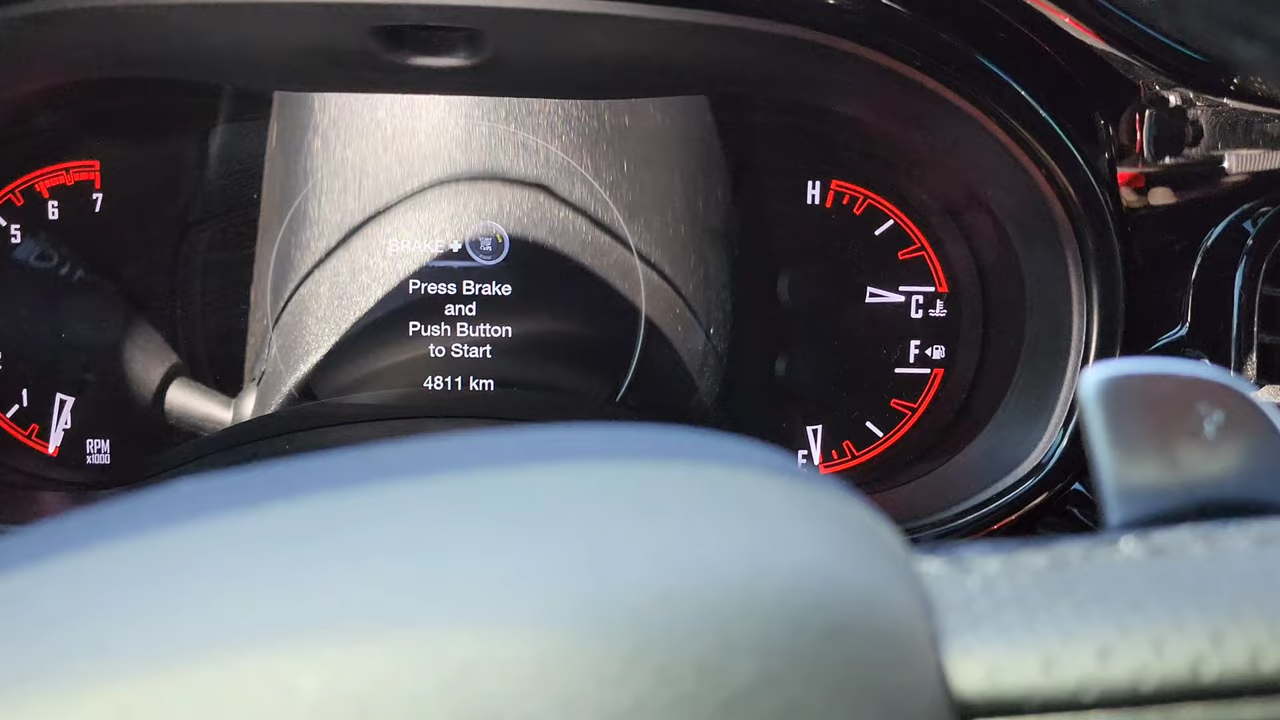 5
6
7
1
RPM
x1000
BRAKE +
Press Brake
and
Push Button
to Start
4811 km
H
C
F
E